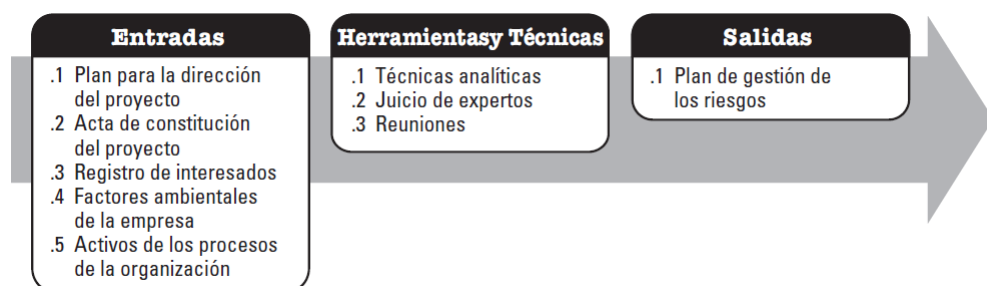 Entradas
.1 Plan para la dirección
del proyecto
.2 Acta de constitución
del proyecto
.3 Registro de interesados
.4 Factores ambientales
de la empresa
.5 Activos de los procesos
de la organización
Herramientasy Técnicas
.1 Técnicas analíticas
.2 Juicio de expertos
.3 Reuniones
Salidas
.1 Plan de gestión de
los riesgos